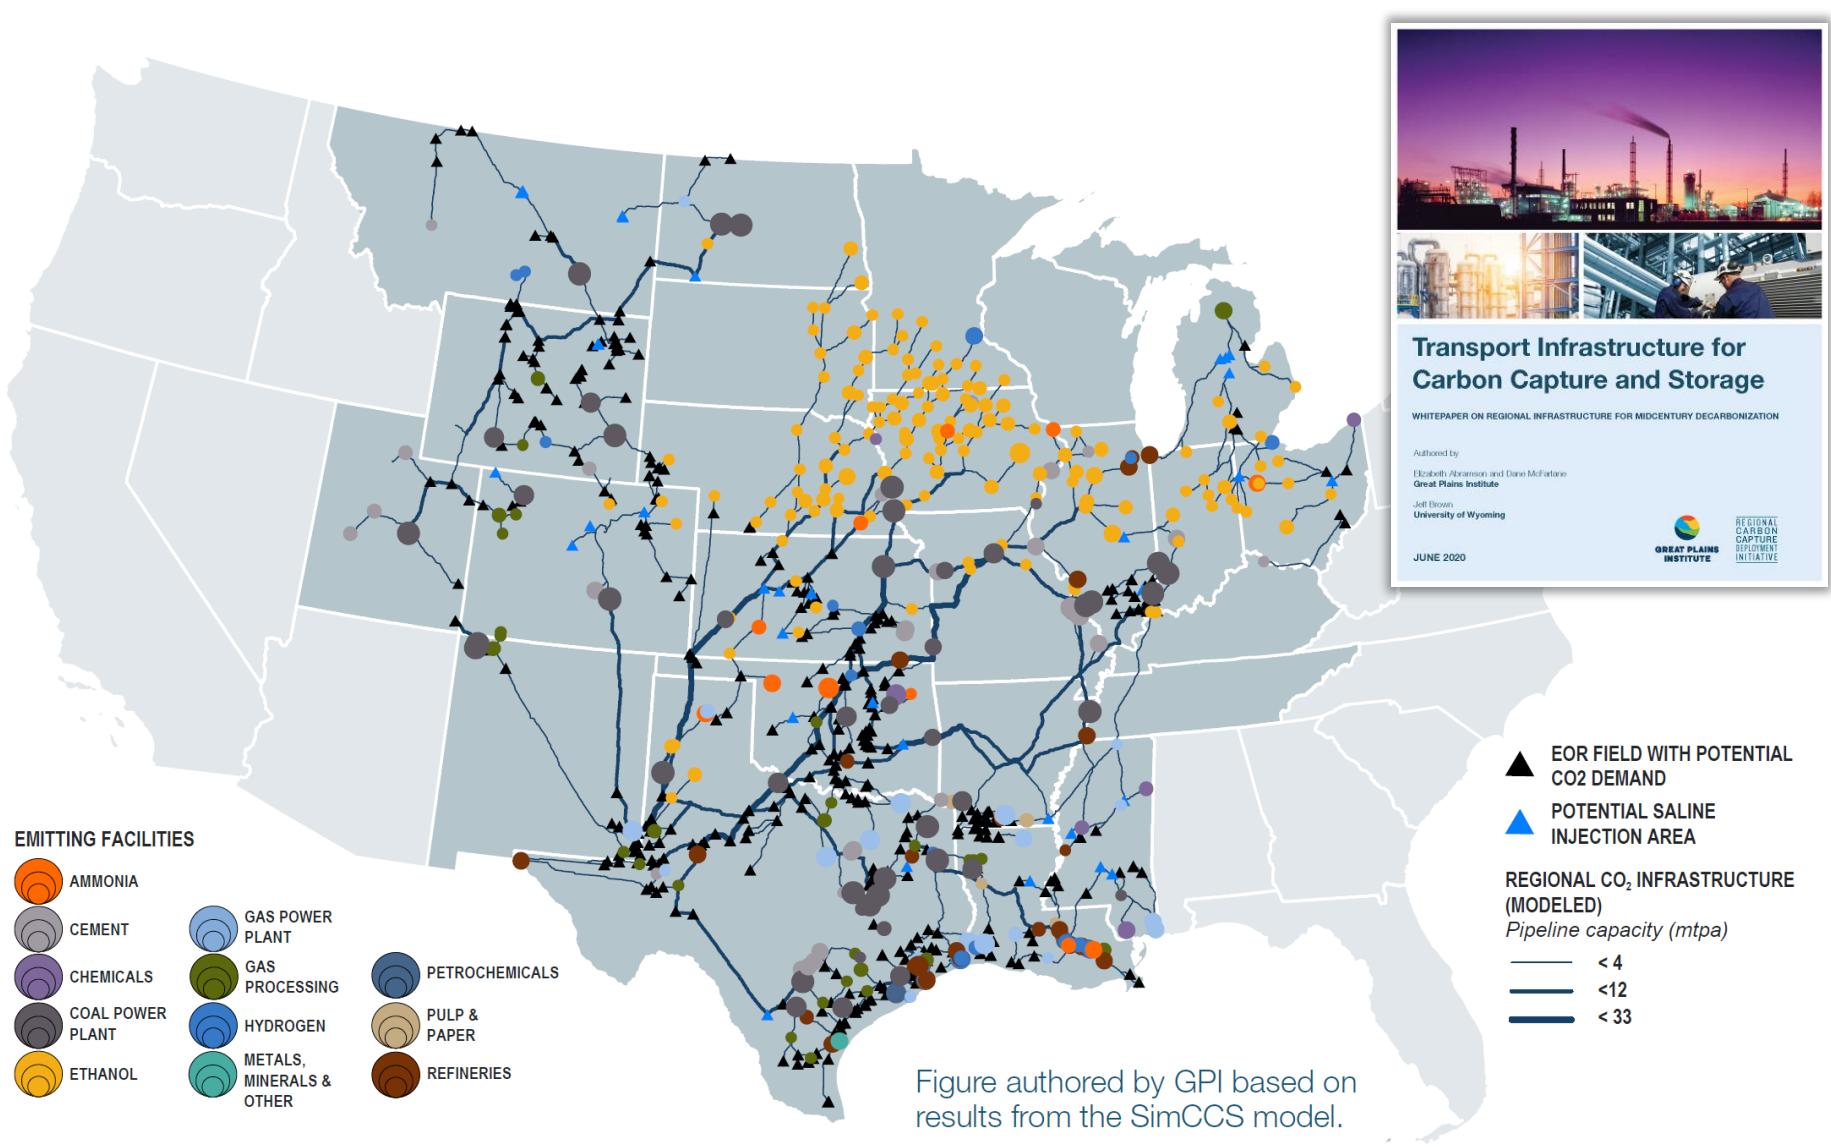 Transport Infrastructure for
Carbon Capture and Storage
WHITEPAPER ON REGIONAL INFRASTRUCTURE FOR MIDCENTURY DECARBONIZATION
Authored by
Elizabeth Abramson and Dane McFarlane
Great Plains Institute
Jeff Brown
University of Wyoming
JUNE 2020
GREAT PLAINS
INSTITUTE
REGIONAL
CARBON
CAPTURE
DEPLOYMENT
INITIATIVE
EOR FIELD WITH POTENTIAL
CO2 DEMAND
POTENTIAL SALINE
INJECTION AREA
REGIONAL CO₂ INFRASTRUCTURE
(MODELED)
Pipeline capacity (mtpa)
< 4
<12
< 33
EMITTING FACILITIES
AMMONIA
CEMENT
CHEMICALS
COAL POWER
PLANT
ETHANOL
GAS POWER
PLANT
GAS
PROCESSING
HYDROGEN
METALS,
MINERALS &
OTHER
PETROCHEMICALS
PULP &
PAPER
REFINERIES
Figure authored by GPI based on
results from the SimCCS model.